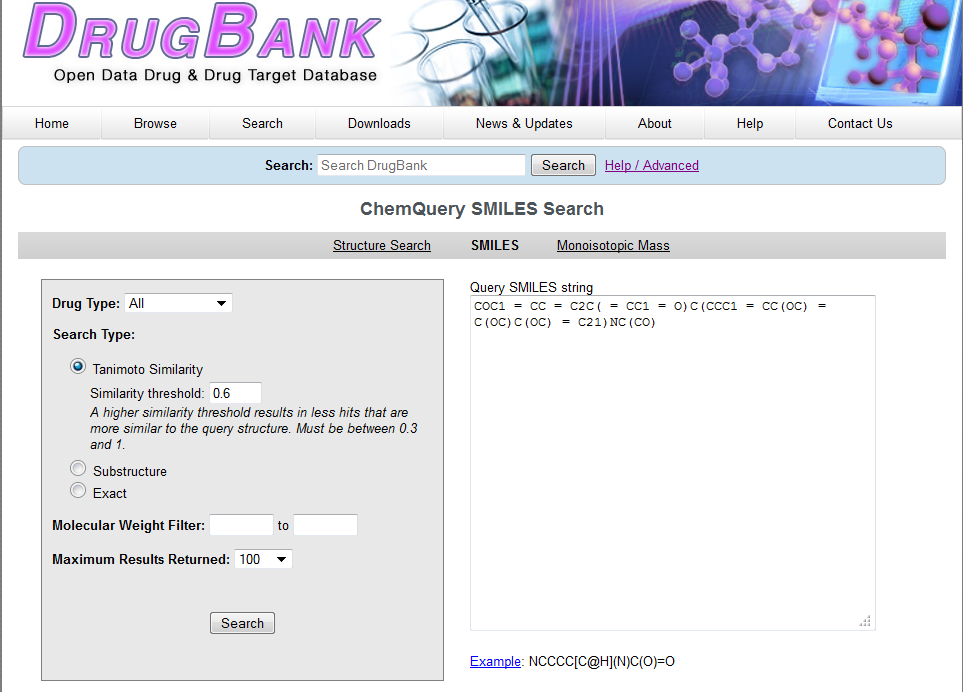 DRUGBANK
Open Data Drug & Drug Target Database
Home Browse Search Downloads News & Updates About Help Contact Us
Search: Search DrugBank Search Help / Advanced
ChemQuery SMILES Search
Structure Search SMILES Monoisotopic Mass
Drug Type: All
Search Type:
Tanimoto Similarity
Similarity threshold: 0.6
A higher similarity threshold results in less hits that are
more similar to the query structure. Must be between 0.3
and 1.
Substructure
Exact
Molecular Weight Filter: to
Maximum Results Returned: 100
Search
Query SMILES string
COC1 = CC = C2C( = CC1 = O)C(CCC1 = CC(OC) =
C(OC)C(OC) = C21)NC(CO)
Example: NCCCC[C@H](N)C(O)=O